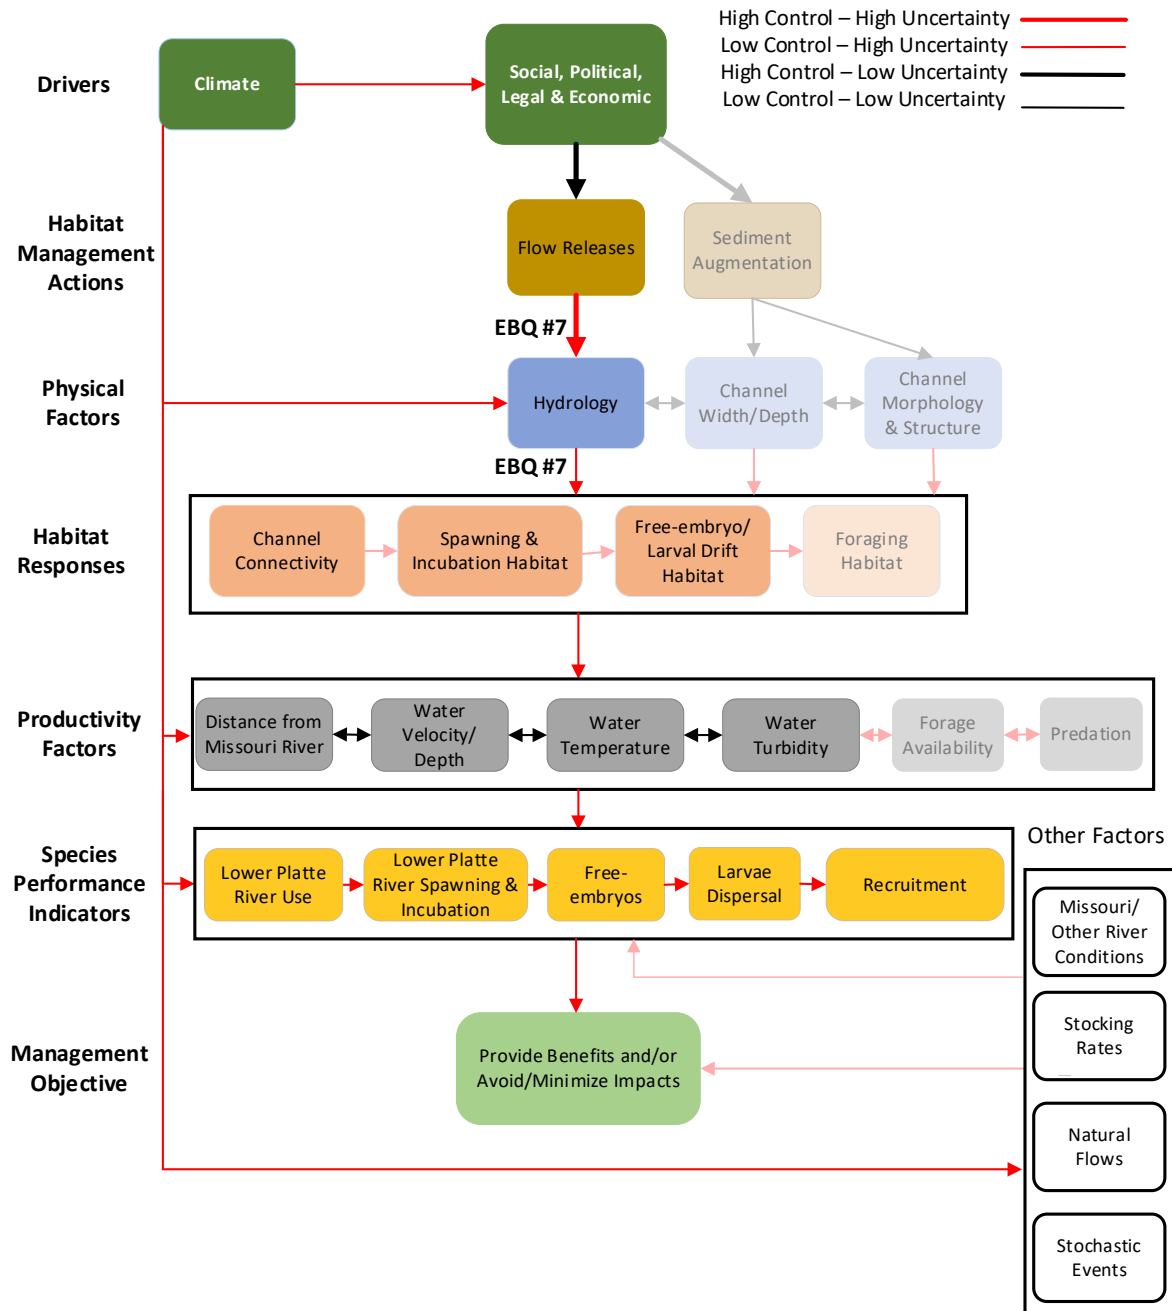 High Control – High Uncertainty
Low Control – High Uncertainty
High Control – Low Uncertainty
Low Control – Low Uncertainty
Drivers
Climate
Social, Political,
Legal & Economic
Habitat
Management
Actions
Flow Releases
Sediment
Augmentation
EBQ #7
Physical
Factors
Hydrology
Channel
Width/Depth
Channel
Morphology
& Structure
EBQ #7
Habitat
Responses
Channel
Connectivity
Spawning &
Incubation Habitat
Free-embryo/
Larval Drift
Habitat
Foraging
Habitat
Productivity
Factors
Distance from
Missouri River
Water
Velocity/
Depth
Water
Temperature
Water
Turbidity
Forage
Availability
Predation
Species
Performance
Indicators
Lower Platte
River Use
Lower Platte
River Spawning &
Incubation
Free-
embryos
Larvae
Dispersal
Recruitment
Other Factors
Missouri/
Other River
Conditions
Stocking
Rates
Natural
Flows
Stochastic
Events
Management
Objective
Provide Benefits and/or
Avoid/Minimize Impacts